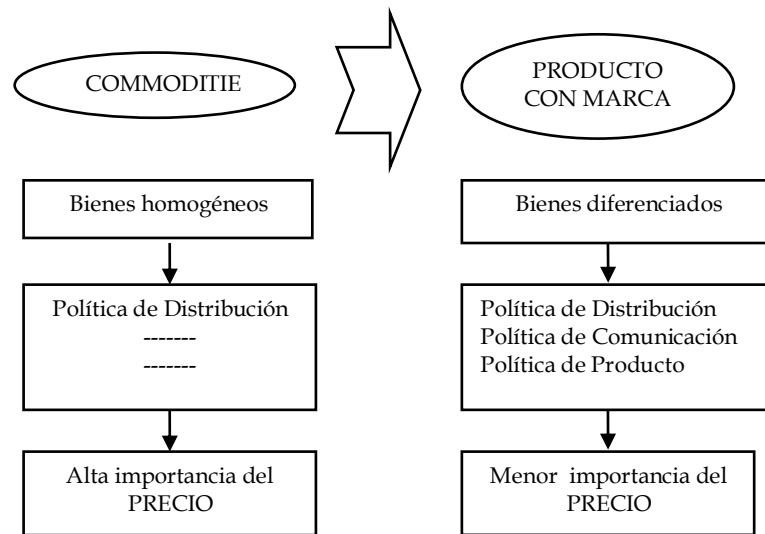 COMMODITIE
PRODUCTO
CON MARCA
Bienes homogéneos
Bienes diferenciados
Política de Distribución
-------
-------
Política de Distribución
Política de Comunicación
Política de Producto
Alta importancia del
PRECIO
Menor importancia del
PRECIO